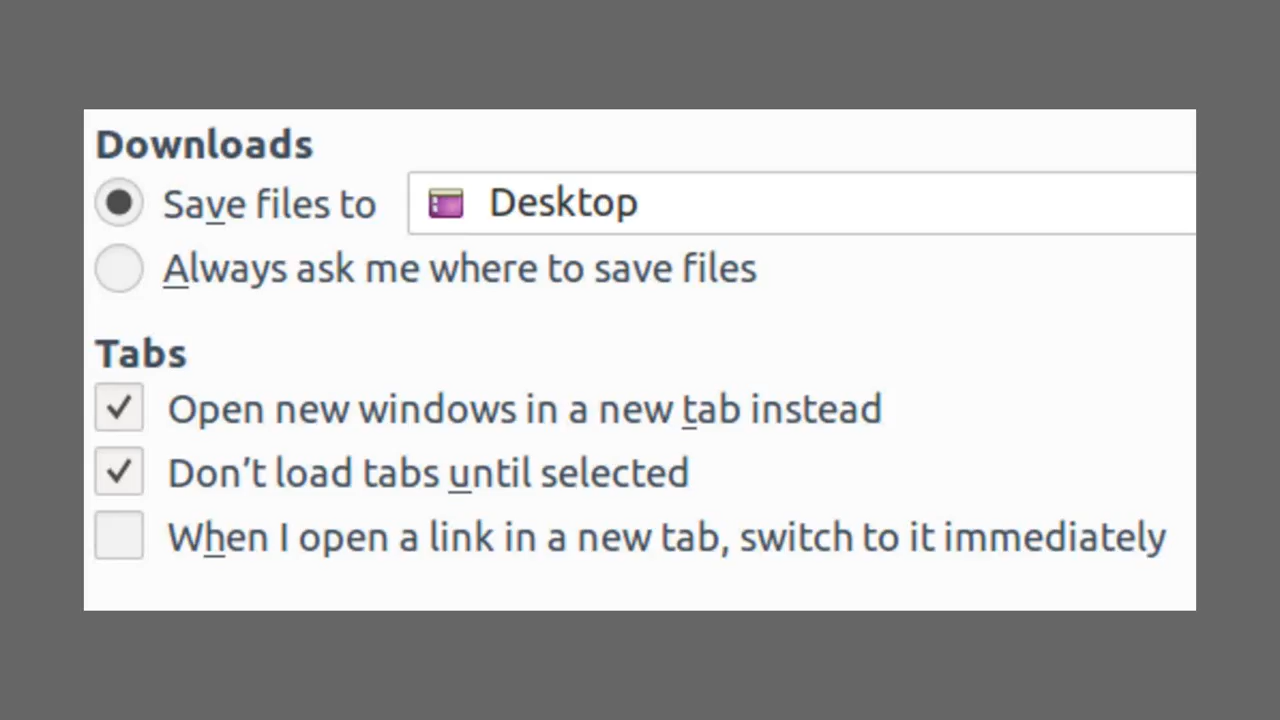 Downloads
Save files to Desktop
Always ask me where to save files
Tabs
Open new windows in a new tab instead
Don’t load tabs until selected
When I open a link in a new tab, switch to it immediately